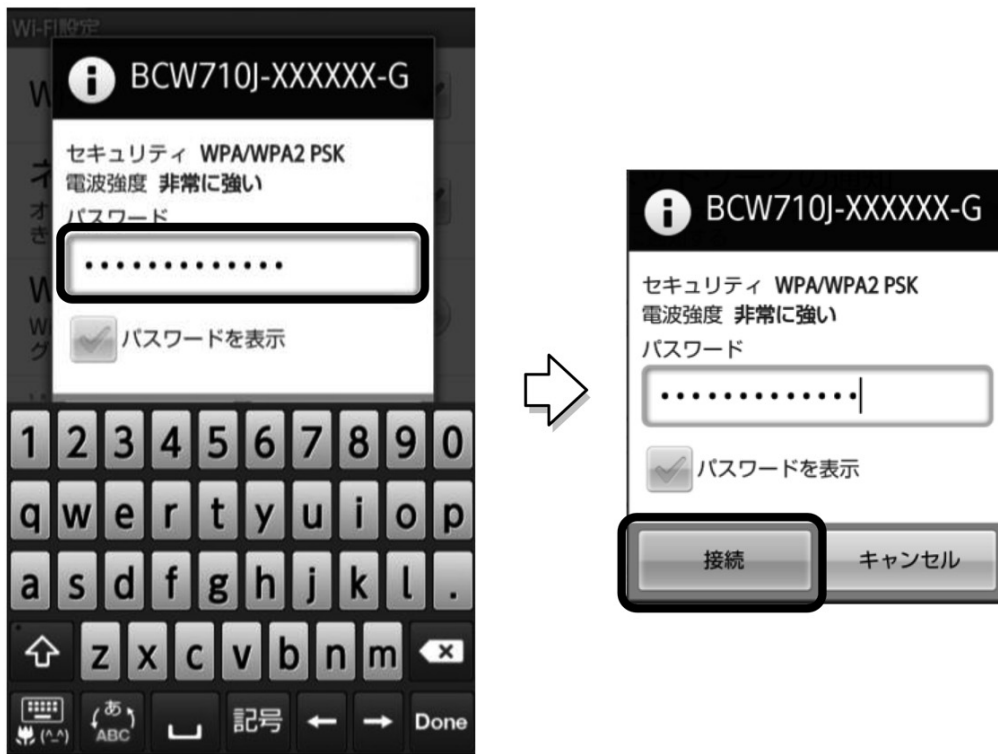 Wi-Fi設定
BCW710J-XXXXXX-G
セキュリティ WPA/WPA2 PSK
電波強度 非常に強い
パスワード
•••••••••••••
パスワードを表示
1 2 3 4 5 6 7 8 9 0
q w e r t y u i o p
a s d f g h j k l .
z x c v b n m
(^_^) あ ABC 記号 ← → Done
BCW710J-XXXXXX-G
セキュリティ WPA/WPA2 PSK
電波強度 非常に強い
パスワード
•••••••••••••
パスワードを表示
接続 キャンセル